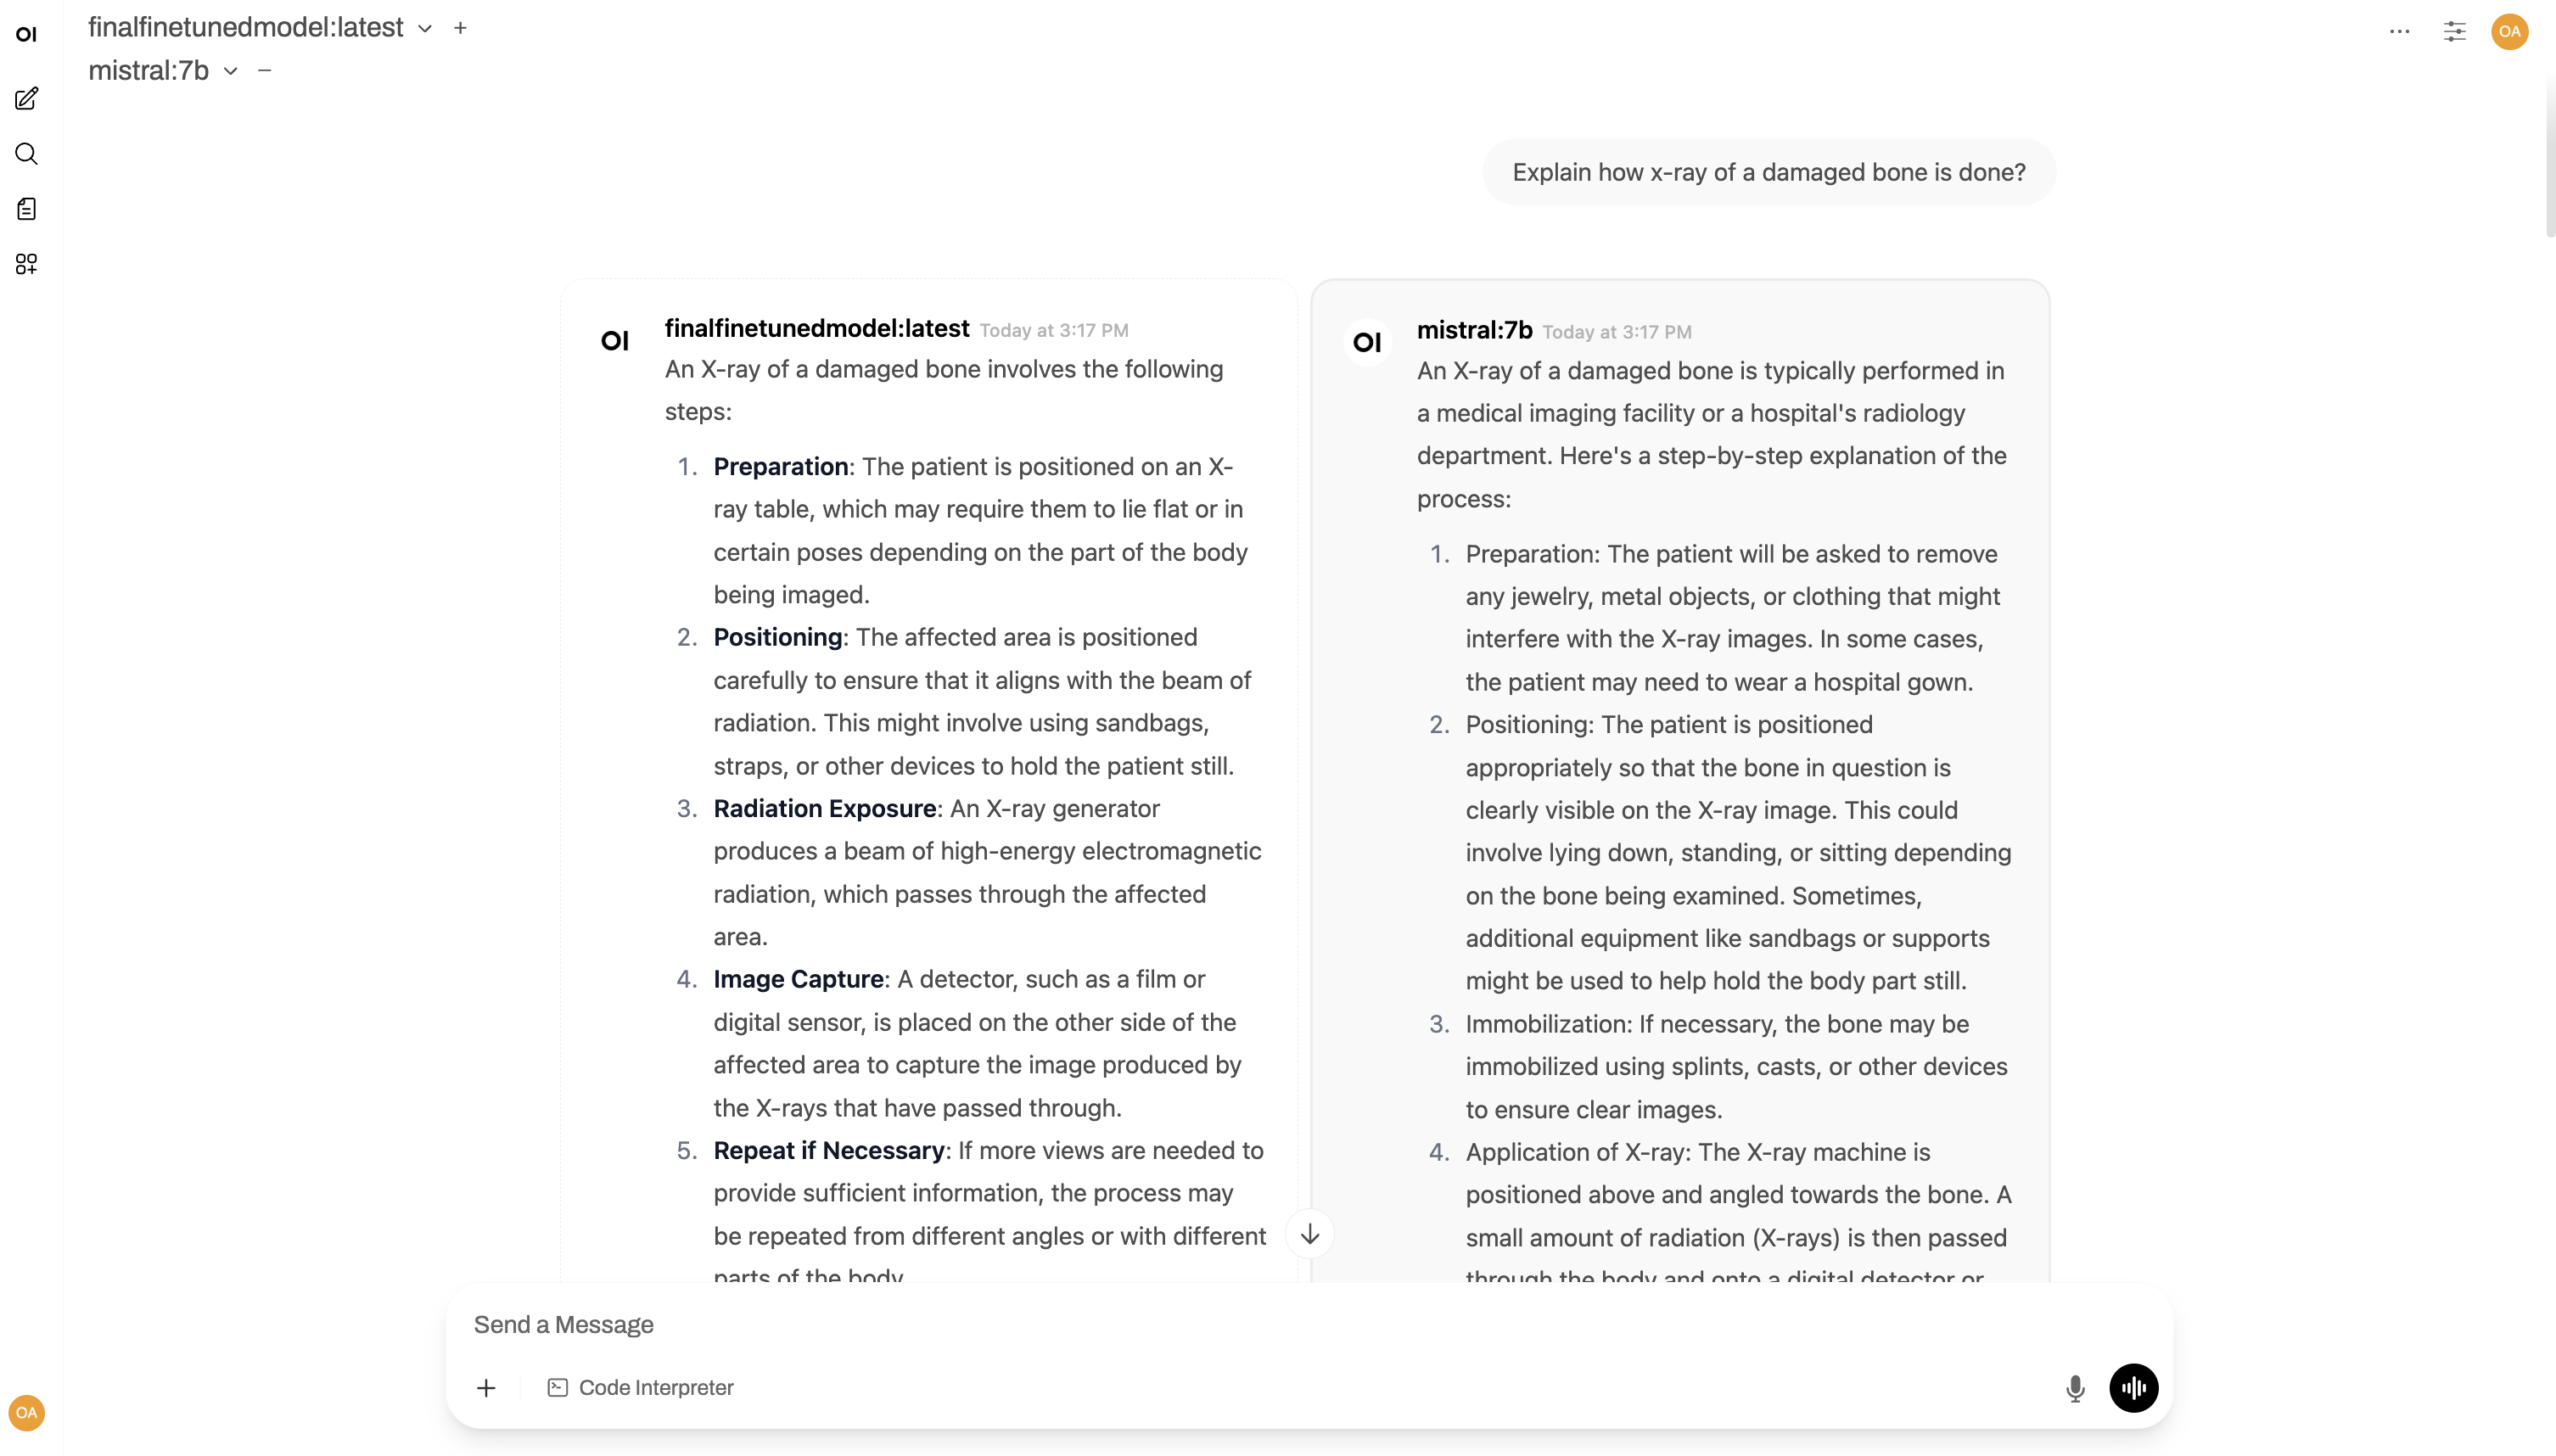 OI
finalfinetunedmodel:latest
mistral:7b
OA
Explain how x-ray of a damaged bone is done?
OI
finalfinetunedmodel:latest Today at 3:17 PM
An X-ray of a damaged bone involves the following
steps:
1. Preparation: The patient is positioned on an X-
ray table, which may require them to lie flat or in
certain poses depending on the part of the body
being imaged.
2. Positioning: The affected area is positioned
carefully to ensure that it aligns with the beam of
radiation. This might involve using sandbags,
straps, or other devices to hold the patient still.
3. Radiation Exposure: An X-ray generator
produces a beam of high-energy electromagnetic
radiation, which passes through the affected
area.
4. Image Capture: A detector, such as a film or
digital sensor, is placed on the other side of the
affected area to capture the image produced by
the X-rays that have passed through.
5. Repeat if Necessary: If more views are needed to
provide sufficient information, the process may
be repeated from different angles or with different
parts of the body.
OI
mistral:7b Today at 3:17 PM
An X-ray of a damaged bone is typically performed in
a medical imaging facility or a hospital's radiology
department. Here's a step-by-step explanation of the
process:
1. Preparation: The patient will be asked to remove
any jewelry, metal objects, or clothing that might
interfere with the X-ray images. In some cases,
the patient may need to wear a hospital gown.
2. Positioning: The patient is positioned
appropriately so that the bone in question is
clearly visible on the X-ray image. This could
involve lying down, standing, or sitting depending
on the bone being examined. Sometimes,
additional equipment like sandbags or supports
might be used to help hold the body part still.
3. Immobilization: If necessary, the bone may be
immobilized using splints, casts, or other devices
to ensure clear images.
4. Application of X-ray: The X-ray machine is
positioned above and angled towards the bone. A
small amount of radiation (X-rays) is then passed
through the body and onto a digital detector or
Send a Message
Code Interpreter
OA